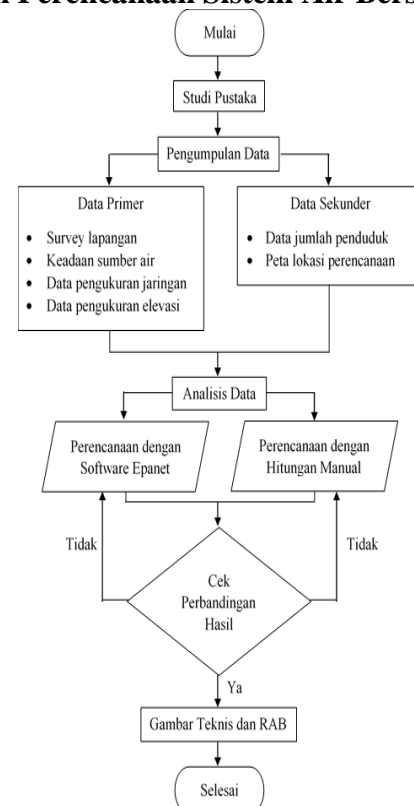 Perencanaan Sistem Air
Mulai
Studi Pustaka
Pengumpulan Data
Data Primer
• Survey lapangan
• Keadaan sumber air
• Data pengukuran jaringan
• Data pengukuran elevasi
Data Sekunder
• Data jumlah penduduk
• Peta lokasi perencanaan
Analisis Data
Perencanaan dengan
Software Epanet
Perencanaan dengan
Hitungan Manual
Tidak
Tidak
Cek
Perbandingan
Hasil
Ya
Gambar Teknis dan RAB
Selesai